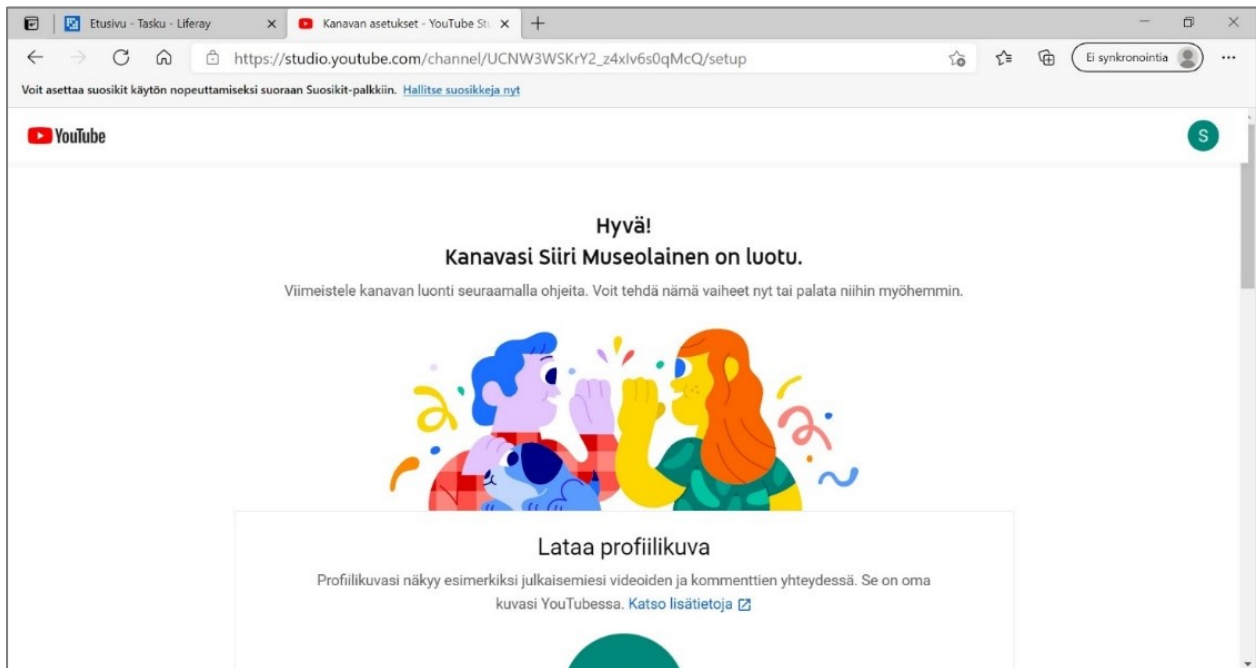 Etusivu - Tasku - Liferay
Kanavan asetukset - YouTube St
https://studio.youtube.com/channel/UCNW3WSKrY2_z4xIv6s0qMcQ/setup
Ei synkronointia
Voit asettaa suosikit käytön nopeuttamiseksi suoraan Suosikit-palkkiin. Hallitse suosikkeja nyt
YouTube
S
Hyvä!
Kanavasi Siiri Museolainen on luotu.
Viimeistele kanavan luonti seuraamalla ohjeita. Voit tehdä nämä vaiheet nyt tai palata niihin myöhemmin.
Lataa profiilikuva
Profiilikuvasi näkyy esimerkiksi julkaisemiesi videoiden ja kommenttien yhteydessä. Se on oma
kuvasi YouTubessa. Katso lisätietoja